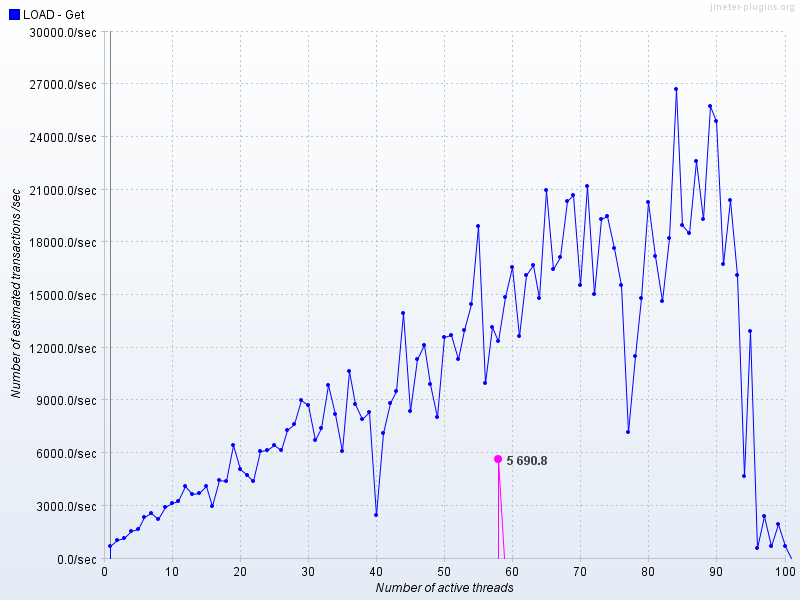 jmeter-plugins.org
LOAD - Get
30000.0/sec
27000.0/sec
24000.0/sec
21000.0/sec
18000.0/sec
15000.0/sec
12000.0/sec
9000.0/sec
6000.0/sec
3000.0/sec
0.0/sec
Number of estimated transactions /sec
5 690.8
0 10 20 30 40 50 60 70 80 90 100
Number of active threads